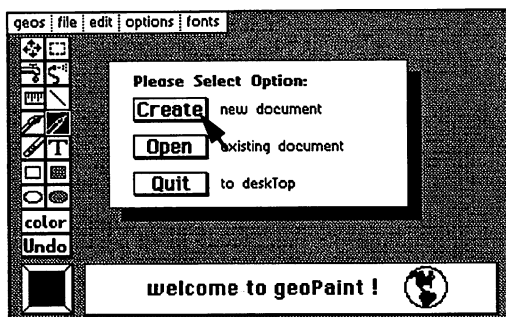 geos file edit options fonts
Please Select Option:
Create new document
Open existing document
Quit to deskTop
T
color
Undo
welcome to geoPaint !